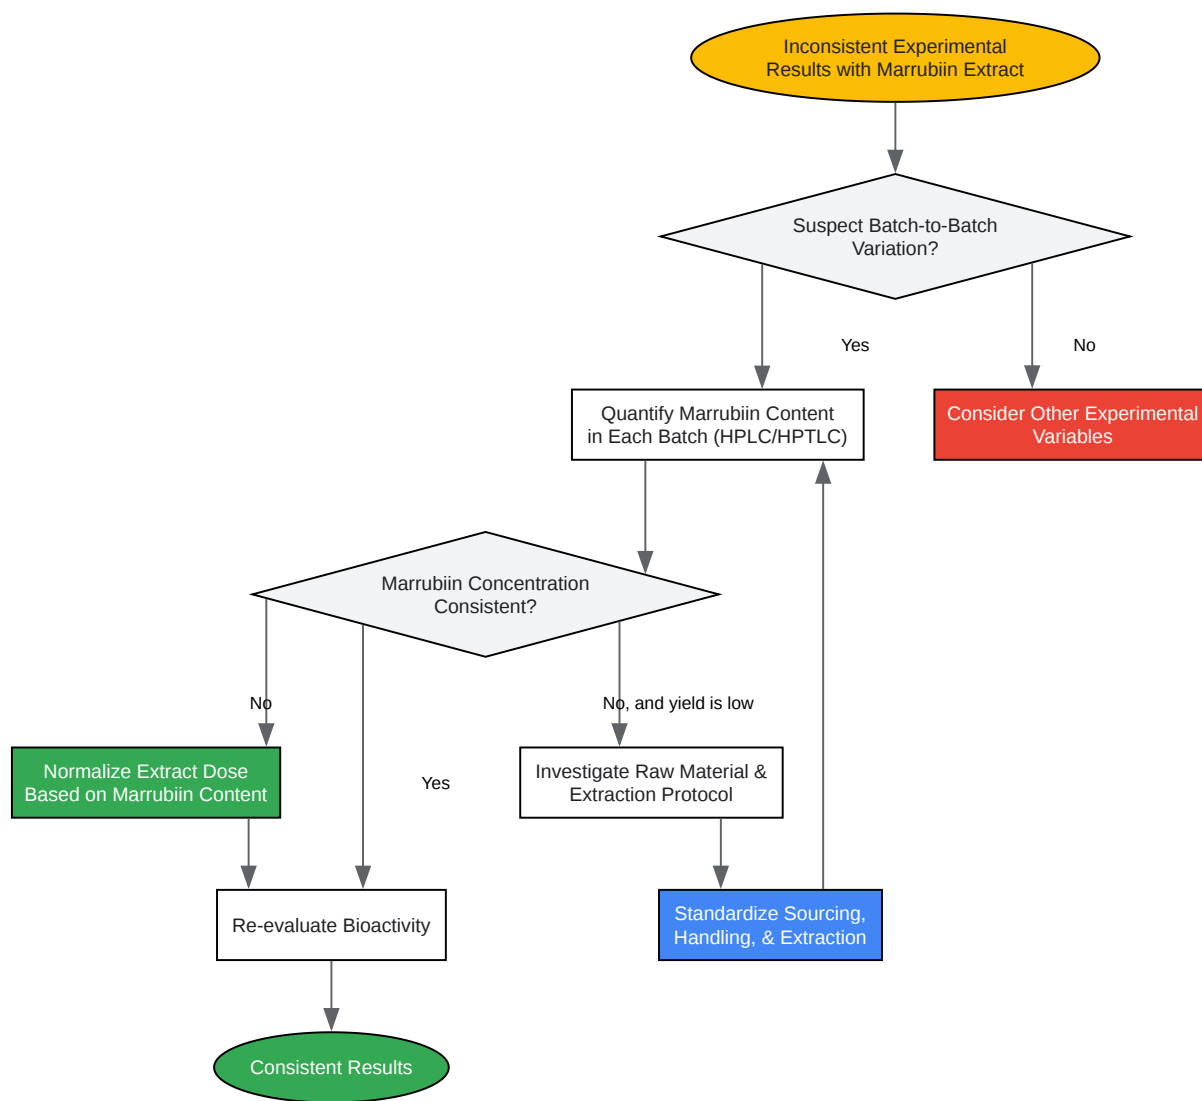 Inconsistent Experimental
Results with Marrubiin Extract
Suspect Batch-to-Batch
Variation?
Yes
No
Quantify Marrubiin Content
in Each Batch (HPLC/HPTLC)
Consider Other Experimental
Variables
Marrubiin Concentration
Consistent?
No
No, and yield is low
Normalize Extract Dose
Based on Marrubiin Content
Yes
Investigate Raw Material &
Extraction Protocol
Re-evaluate Bioactivity
Standardize Sourcing,
Handling, & Extraction
Consistent Results